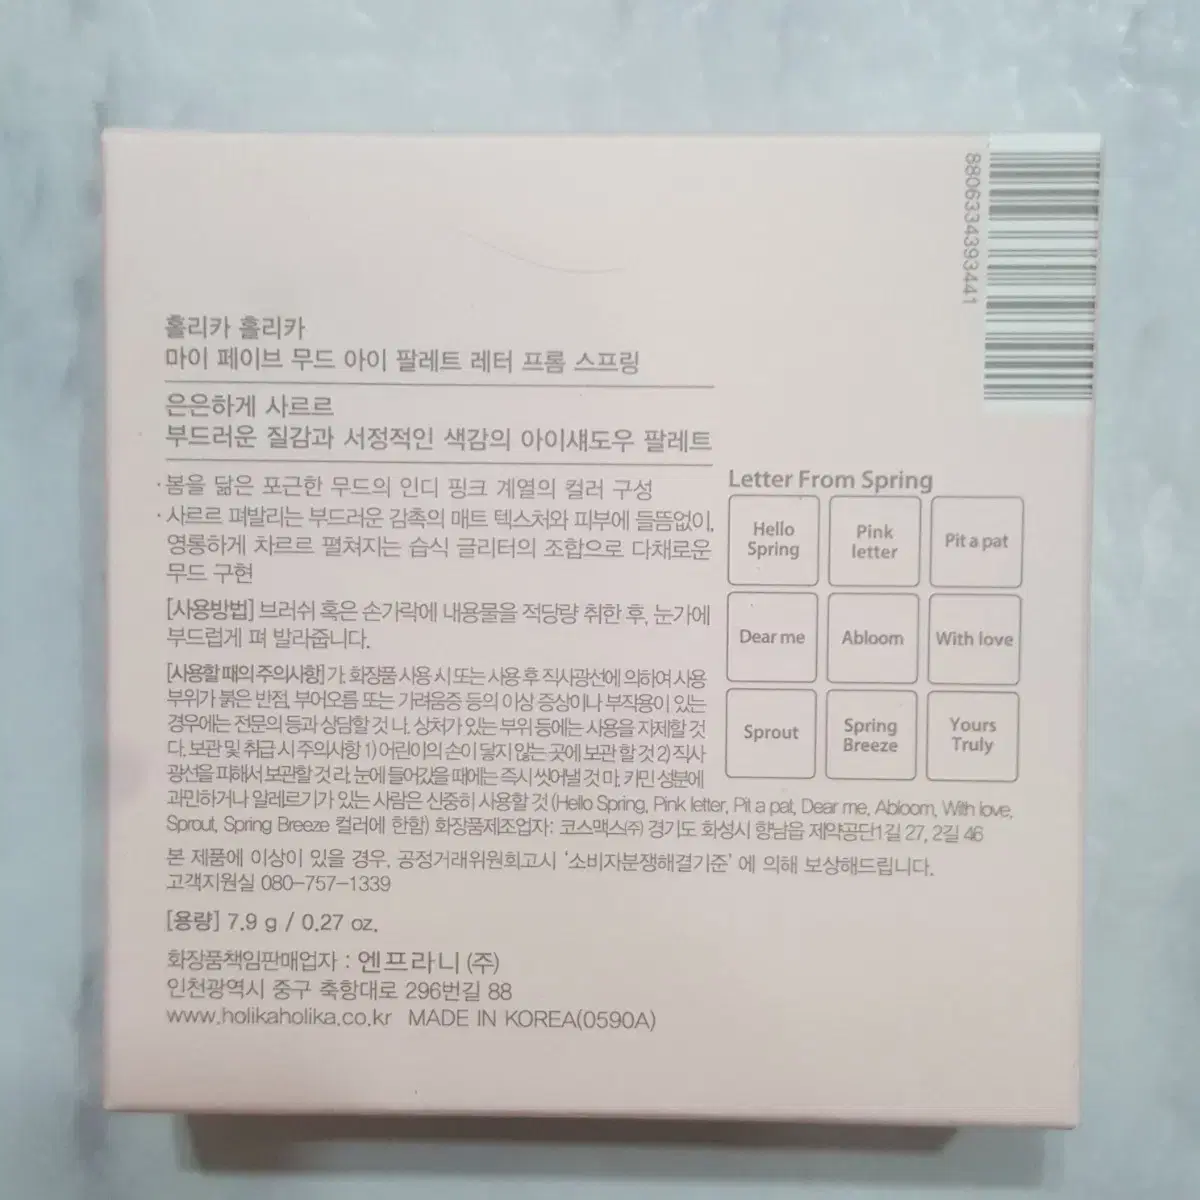 8806334393441
홀리카 홀리카
마이 페이브 무드 아이 팔레트 레터 프롬 스프링
은은하게 사르르
부드러운 질감과 서정적인 색감의 아이섀도우 팔레트
·봄을 닮은 포근한 무드의 인디 핑크 계열의 컬러 구성
·사르르 펴발리는 부드러운 감촉의 매트 텍스처와 피부에 들뜸없이,
영롱하게 차르르 펼쳐지는 습식 글리터의 조합으로 다채로운
무드 구현
[사용방법] 브러쉬 혹은 손가락에 내용물을 적당량 취한 후, 눈가에
부드럽게 펴 발라줍니다.
Letter From Spring
Hello
Spring
Pink
letter
Pit a pat
Dear me
Abloom
With love
Sprout
Spring
Breeze
Yours
Truly
[사용할 때의 주의사항] 가. 화장품 사용 시 또는 사용 후 직사광선에 의하여 사용
부위가 붉은 반점, 부어오름 또는 가려움증 등의 이상 증상이나 부작용이 있는
경우에는 전문의 등과 상담할 것 나. 상처가 있는 부위 등에는 사용을 자제할 것
다. 보관 및 취급 시 주의사항 1) 어린이의 손이 닿지 않는 곳에 보관 할 것 2) 직사
광선을 피해서 보관할 것 라. 눈에 들어갔을 때에는 즉시 씻어낼 것 마. 카민 성분에
과민하거나 알레르기가 있는 사람은 신중히 사용할 것 (Hello Spring, Pink letter, Pit a pat, Dear me, Abloom, With love,
Sprout, Spring Breeze 컬러에 한함) 화장품제조업자: 코스맥스(주) 경기도 화성시 향남읍 제약공단1길 27, 2길 46
본 제품에 이상이 있을 경우, 공정거래위원회고시 '소비자분쟁해결기준' 에 의해 보상해드립니다.
고객지원실 080-757-1339
[용량] 7.9 g / 0.27 oz.
화장품책임판매업자 : 엔프라니 (주)
인천광역시 중구 축항대로 296번길 88
www.holikaholika.co.kr MADE IN KOREA(0590A)